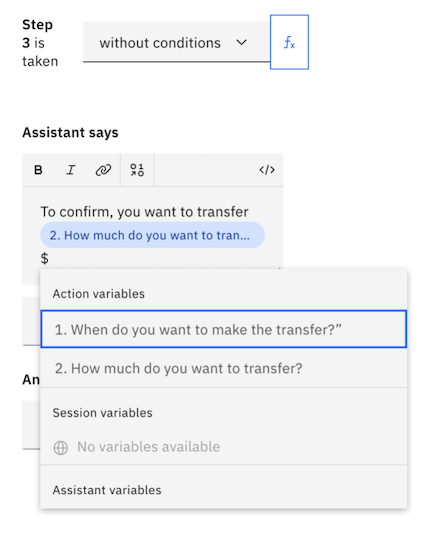 Step
3 is
taken
without conditions
fx
Assistant says
B I </>
To confirm, you want to transfer
2. How much do you want to tran...
$
Action variables
1. When do you want to make the transfer?”
2. How much do you want to transfer?
An
Session variables
No variables available
Assistant variables